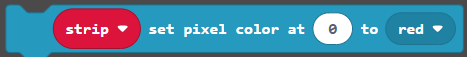 strip set pixel color at 0 to red